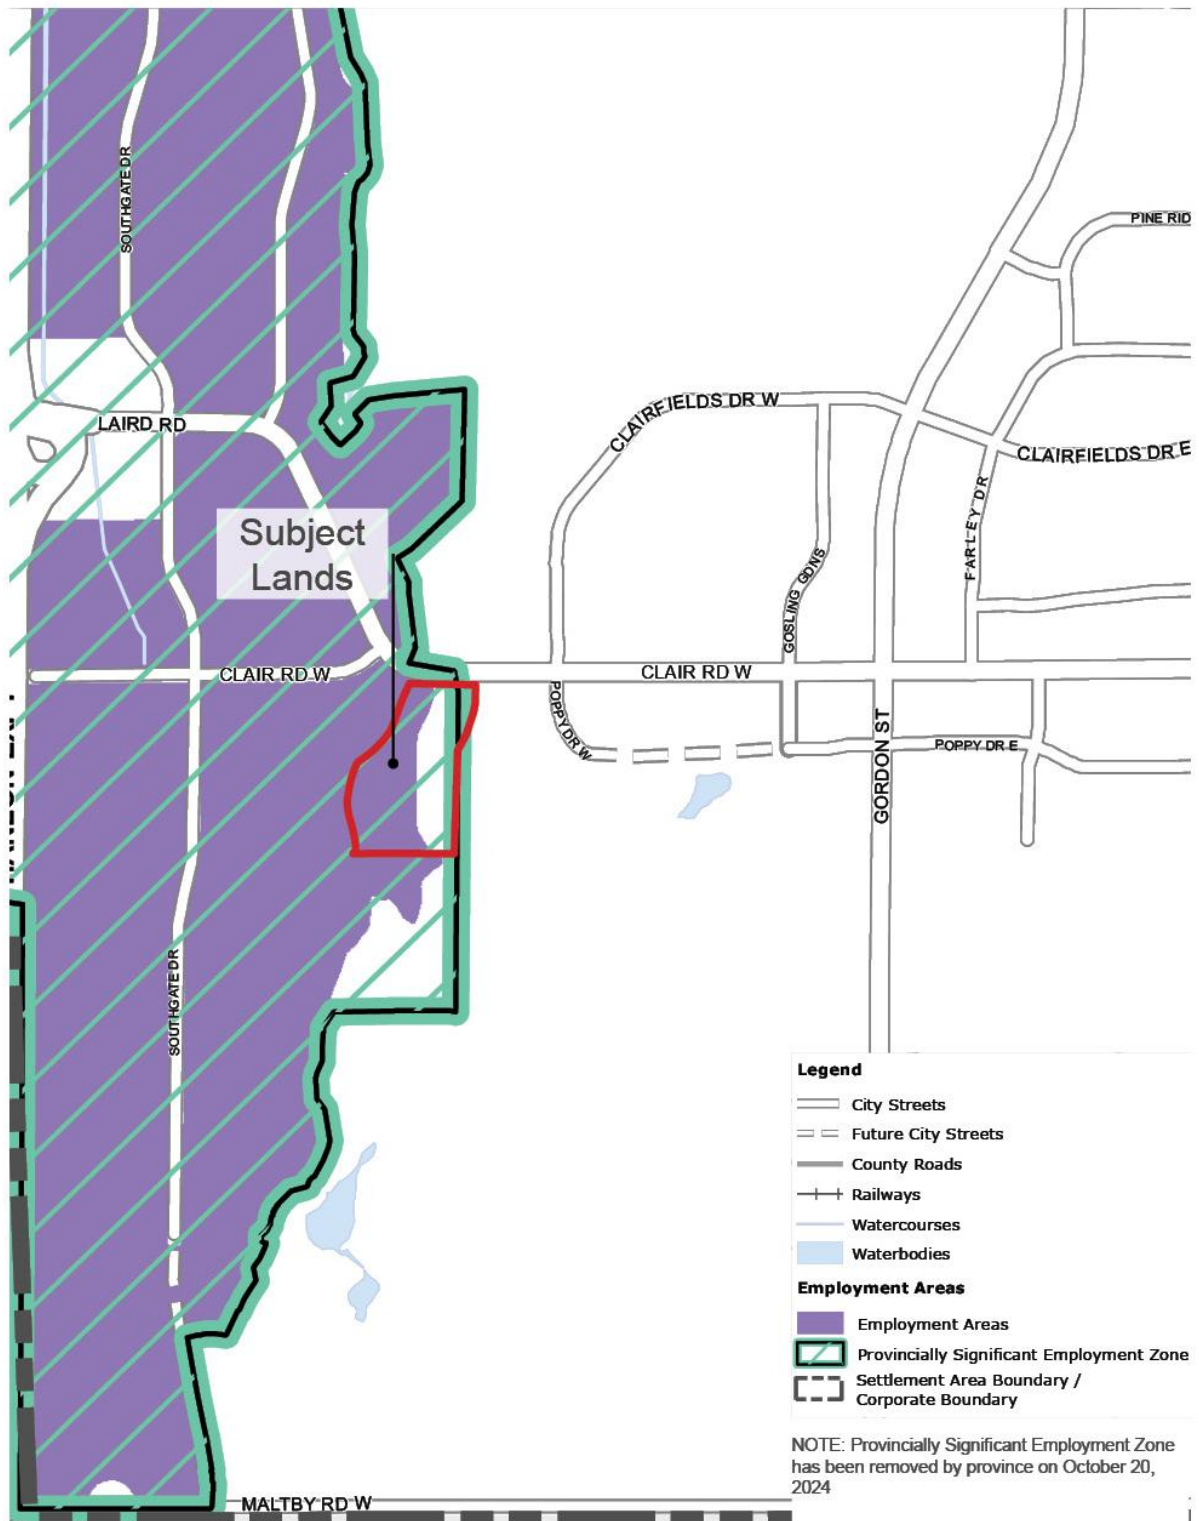 PINE RID
SOUTHGATE DR
CLAIRFIELDS DR W
LAIRD RD
CLAIRFIELDS DR E
FARLEY DR
Subject
Lands
GOSLING GDNS
CLAIR RD W
CLAIR RD W
POPPY DR W
GORDON ST
POPPY DR E
SOUTHGATE DR
Legend
City Streets
Future City Streets
County Roads
Railways
Watercourses
Waterbodies
Employment Areas
Employment Areas
Provincially Significant Employment Zone
Settlement Area Boundary /
Corporate Boundary
NOTE: Provincially Significant Employment Zone
has been removed by province on October 20,
2024
MALTBY RD W